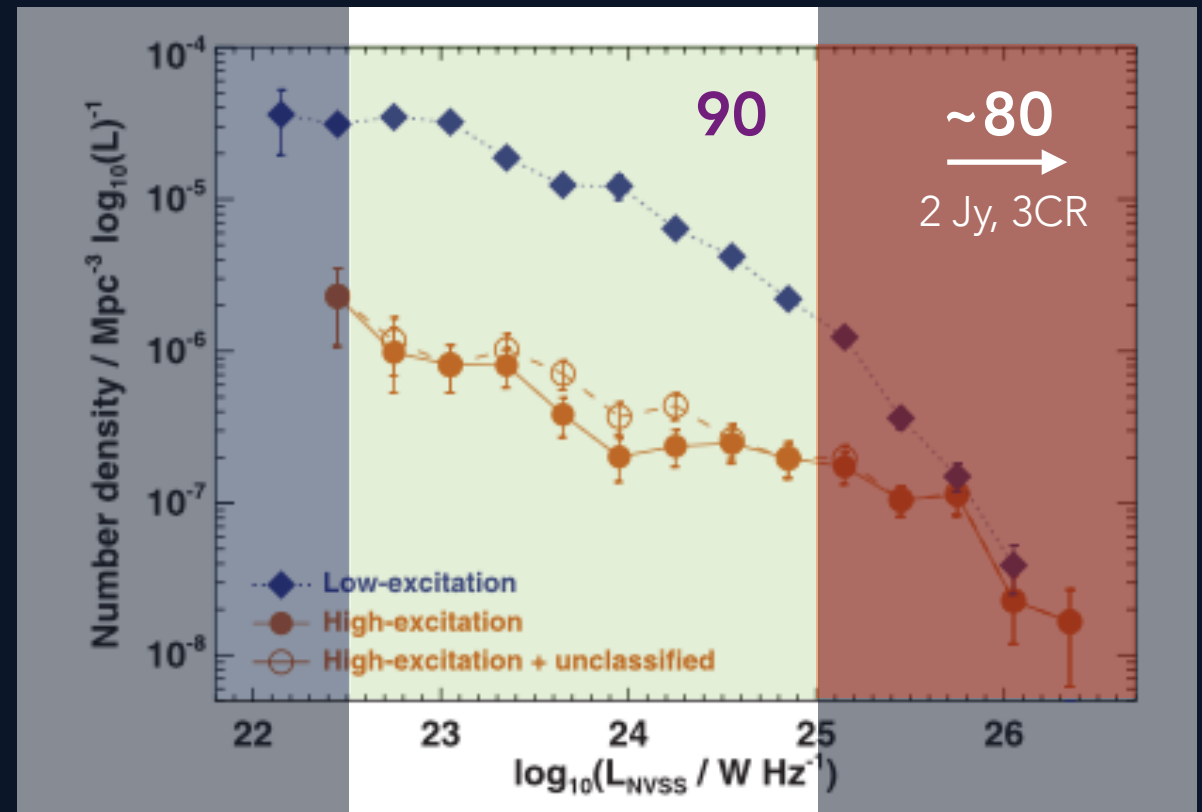 10⁻⁴
10⁻⁵
10⁻⁶
10⁻⁷
10⁻⁸
Number density / Mpc⁻³ log₁₀(L)⁻¹
90
~80
2 Jy, 3CR
Low-excitation
High-excitation
High-excitation + unclassified
22 23 24 25 26
log₁₀(L_NVSS / W Hz⁻¹)